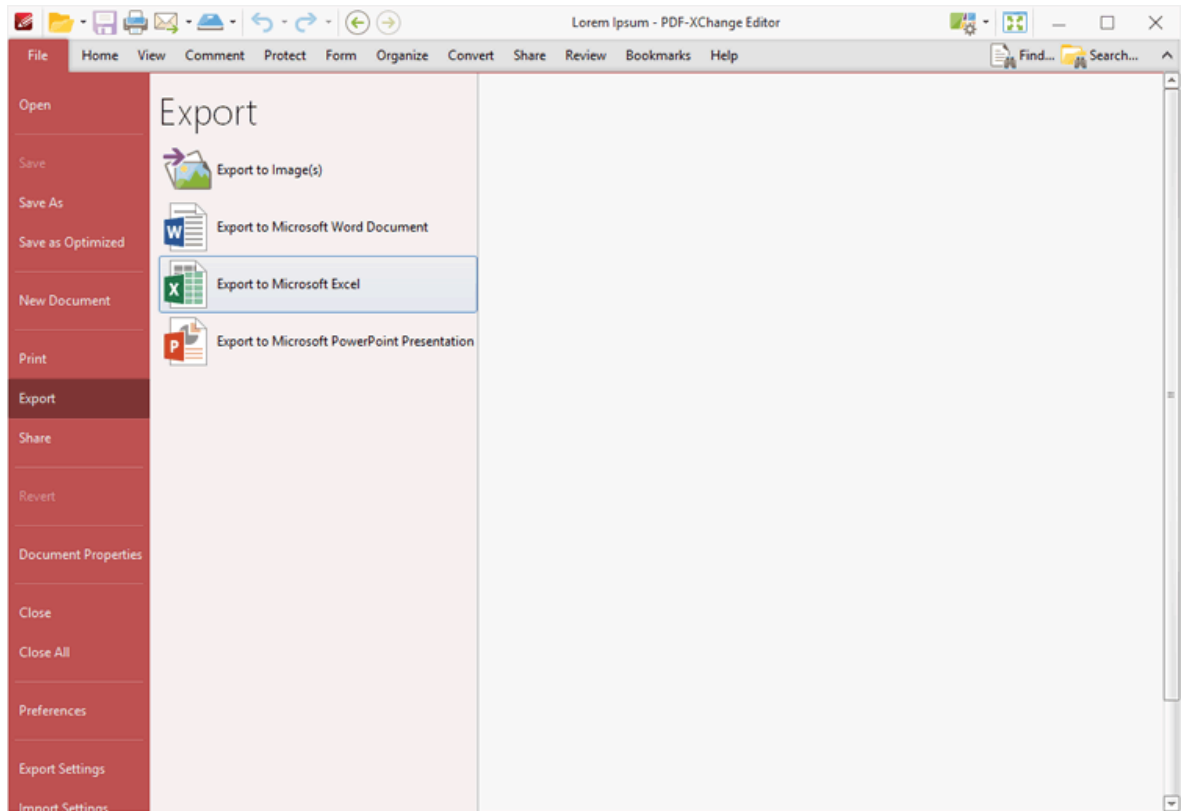 Lorem Ipsum - PDF-XChange Editor
File Home View Comment Protect Form Organize Convert Share Review Bookmarks Help Find... Search...
Open
Save
Save As
Save as Optimized
New Document
Print
Export
Share
Revert
Document Properties
Close
Close All
Preferences
Export Settings
Import Settings
Export
Export to Image(s)
Export to Microsoft Word Document
Export to Microsoft Excel
Export to Microsoft PowerPoint Presentation